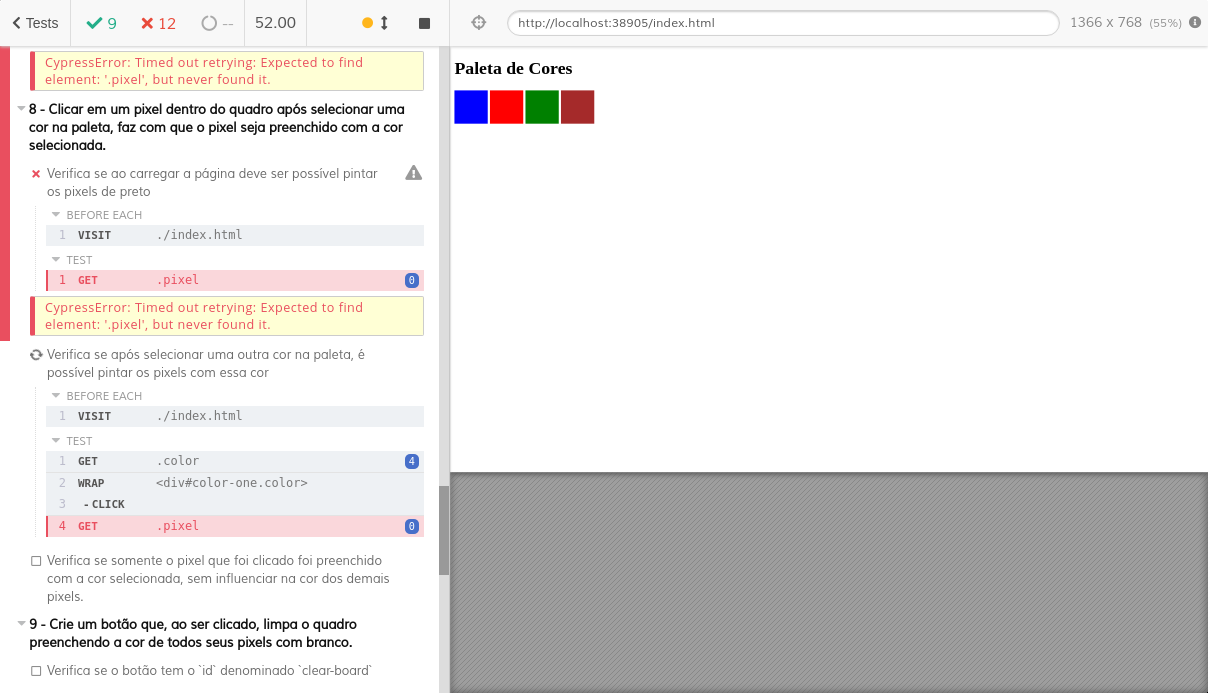 Tests 9 12 -- 52.00
http://localhost:38905/index.html 1366 x 768 (55%)
CypressError: Timed out retrying: Expected to find
element: '.pixel', but never found it.
8 - Clicar em um pixel dentro do quadro após selecionar uma
cor na paleta, faz com que o pixel seja preenchido com a cor
selecionada.
Verifica se ao carregar a página deve ser possível pintar
os pixels de preto
BEFORE EACH
1 VISIT ./index.html
TEST
1 GET .pixel 0
CypressError: Timed out retrying: Expected to find
element: '.pixel', but never found it.
Verifica se após selecionar uma outra cor na paleta, é
possível pintar os pixels com essa cor
BEFORE EACH
1 VISIT ./index.html
TEST
1 GET .color 4
2 WRAP <div#color-one.color>
3 - CLICK
4 GET .pixel 0
Verifica se somente o pixel que foi clicado foi preenchido
com a cor selecionada, sem influenciar na cor dos demais
pixels.
9 - Crie um botão que, ao ser clicado, limpa o quadro
preenchendo a cor de todos seus pixels com branco.
Verifica se o botão tem o `id` denominado `clear-board`
Paleta de Cores